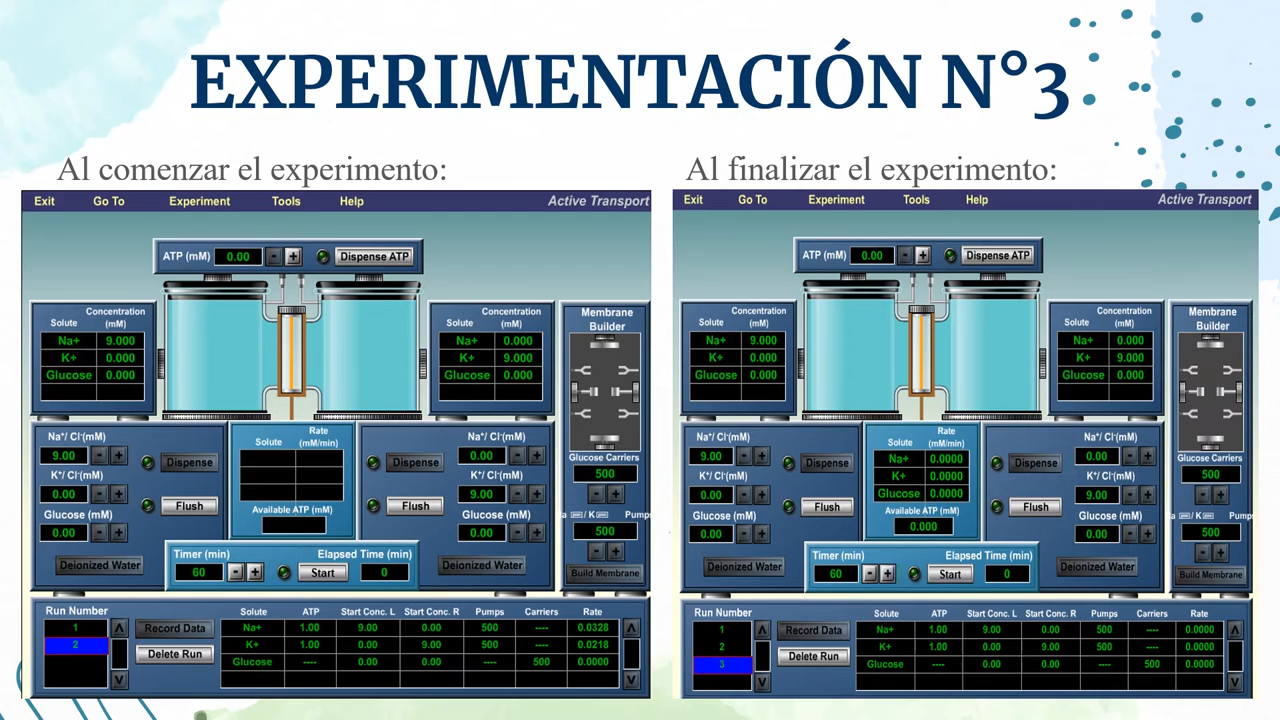 EXPERIMENTACIÓN N°3
Al comenzar el experimento:
Exit Go To Experiment Tools Help Active Transport
ATP (mM) 0.00 - + Dispense ATP
Solute Concentration (mM)
Na+ 9.000
K+ 0.000
Glucose 0.000
Solute Concentration (mM)
Na+ 0.000
K+ 9.000
Glucose 0.000
Membrane
Builder
Glucose Carriers
500
- +
/ K Pumps
500
- +
Build Membrane
Na⁺/ Cl⁻(mM)
9.00 - + Dispense
K⁺/ Cl⁻(mM)
0.00 - + Flush
Glucose (mM)
0.00 - +
Deionized Water
Solute Rate (mM/min)
Available ATP (mM)
Na⁺/ Cl⁻(mM)
Dispense 0.00 - +
K⁺/ Cl⁻(mM)
Flush 9.00 - +
Glucose (mM)
0.00 - +
Deionized Water
Timer (min) Elapsed Time (min)
60 - + Start 0
Run Number
1
2
Record Data
Delete Run
Solute ATP Start Conc. L Start Conc. R Pumps Carriers Rate
Na+ 1.00 9.00 0.00 500 ---- 0.0328
K+ 1.00 0.00 9.00 500 ---- 0.0218
Glucose ---- 0.00 0.00 ---- 500 0.0000
Al finalizar el experimento:
Exit Go To Experiment Tools Help Active Transport
ATP (mM) 0.00 - + Dispense ATP
Solute Concentration (mM)
Na+ 9.000
K+ 0.000
Glucose 0.000
Solute Concentration (mM)
Na+ 0.000
K+ 9.000
Glucose 0.000
Membrane
Builder
Glucose Carriers
500
- +
/ K Pumps
500
- +
Build Membrane
Na⁺/ Cl⁻(mM)
9.00 - + Dispense
K⁺/ Cl⁻(mM)
0.00 - + Flush
Glucose (mM)
0.00 - +
Deionized Water
Solute Rate (mM/min)
Na+ 0.0000
K+ 0.0000
Glucose 0.0000
Available ATP (mM)
0.000
Na⁺/ Cl⁻(mM)
Dispense 0.00 - +
K⁺/ Cl⁻(mM)
Flush 9.00 - +
Glucose (mM)
0.00 - +
Deionized Water
Timer (min) Elapsed Time (min)
60 - + Start 0
Run Number
1
2
3
Record Data
Delete Run
Solute ATP Start Conc. L Start Conc. R Pumps Carriers Rate
Na+ 1.00 9.00 0.00 500 ---- 0.0000
K+ 1.00 0.00 9.00 500 ---- 0.0000
Glucose ---- 0.00 0.00 ---- 500 0.0000